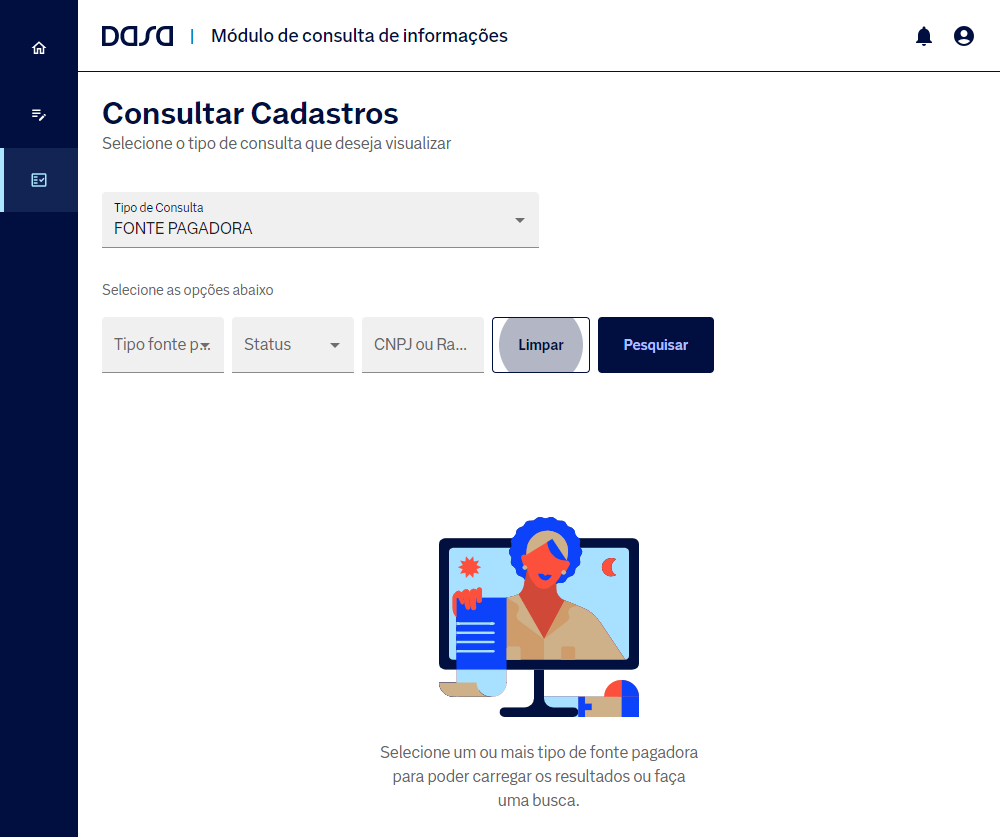 DASA | Módulo de consulta de informações
Consultar Cadastros
Selecione o tipo de consulta que deseja visualizar
Tipo de Consulta
FONTE PAGADORA
Selecione as opções abaixo
Tipo fonte p...
Status
CNPJ ou Ra...
Limpar
Pesquisar
Selecione um ou mais tipo de fonte pagadora
para poder carregar os resultados ou faça
uma busca.